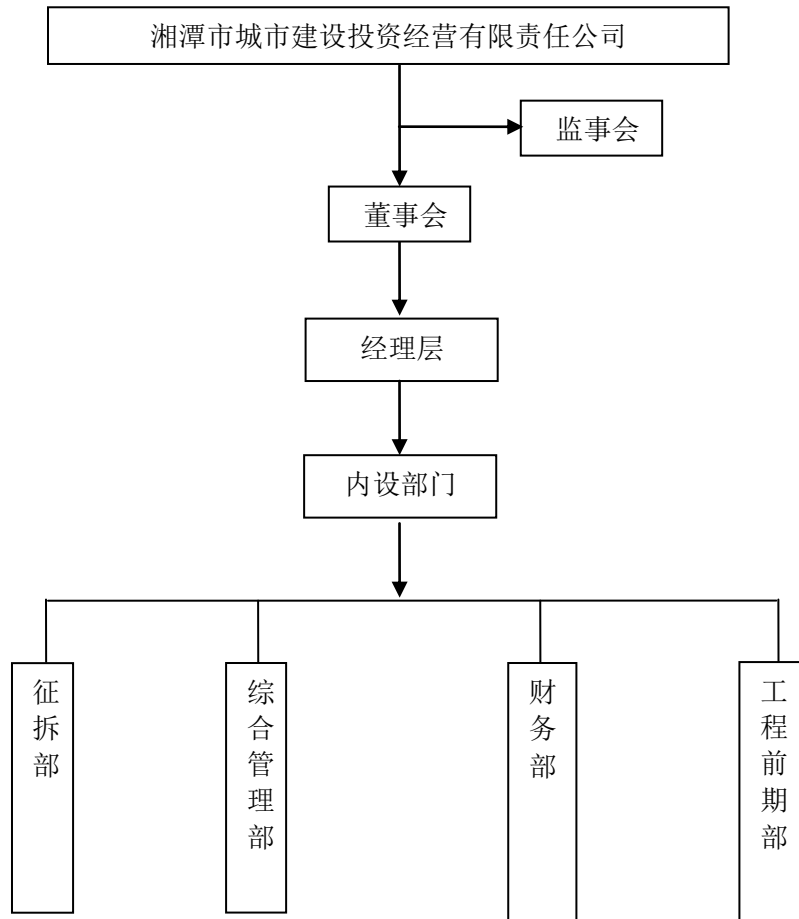 湘潭市城市建设投资经营有限责任公司
监事会
董事会
经理层
内设部门
征拆部
综合管理部
财务部
工程前期部